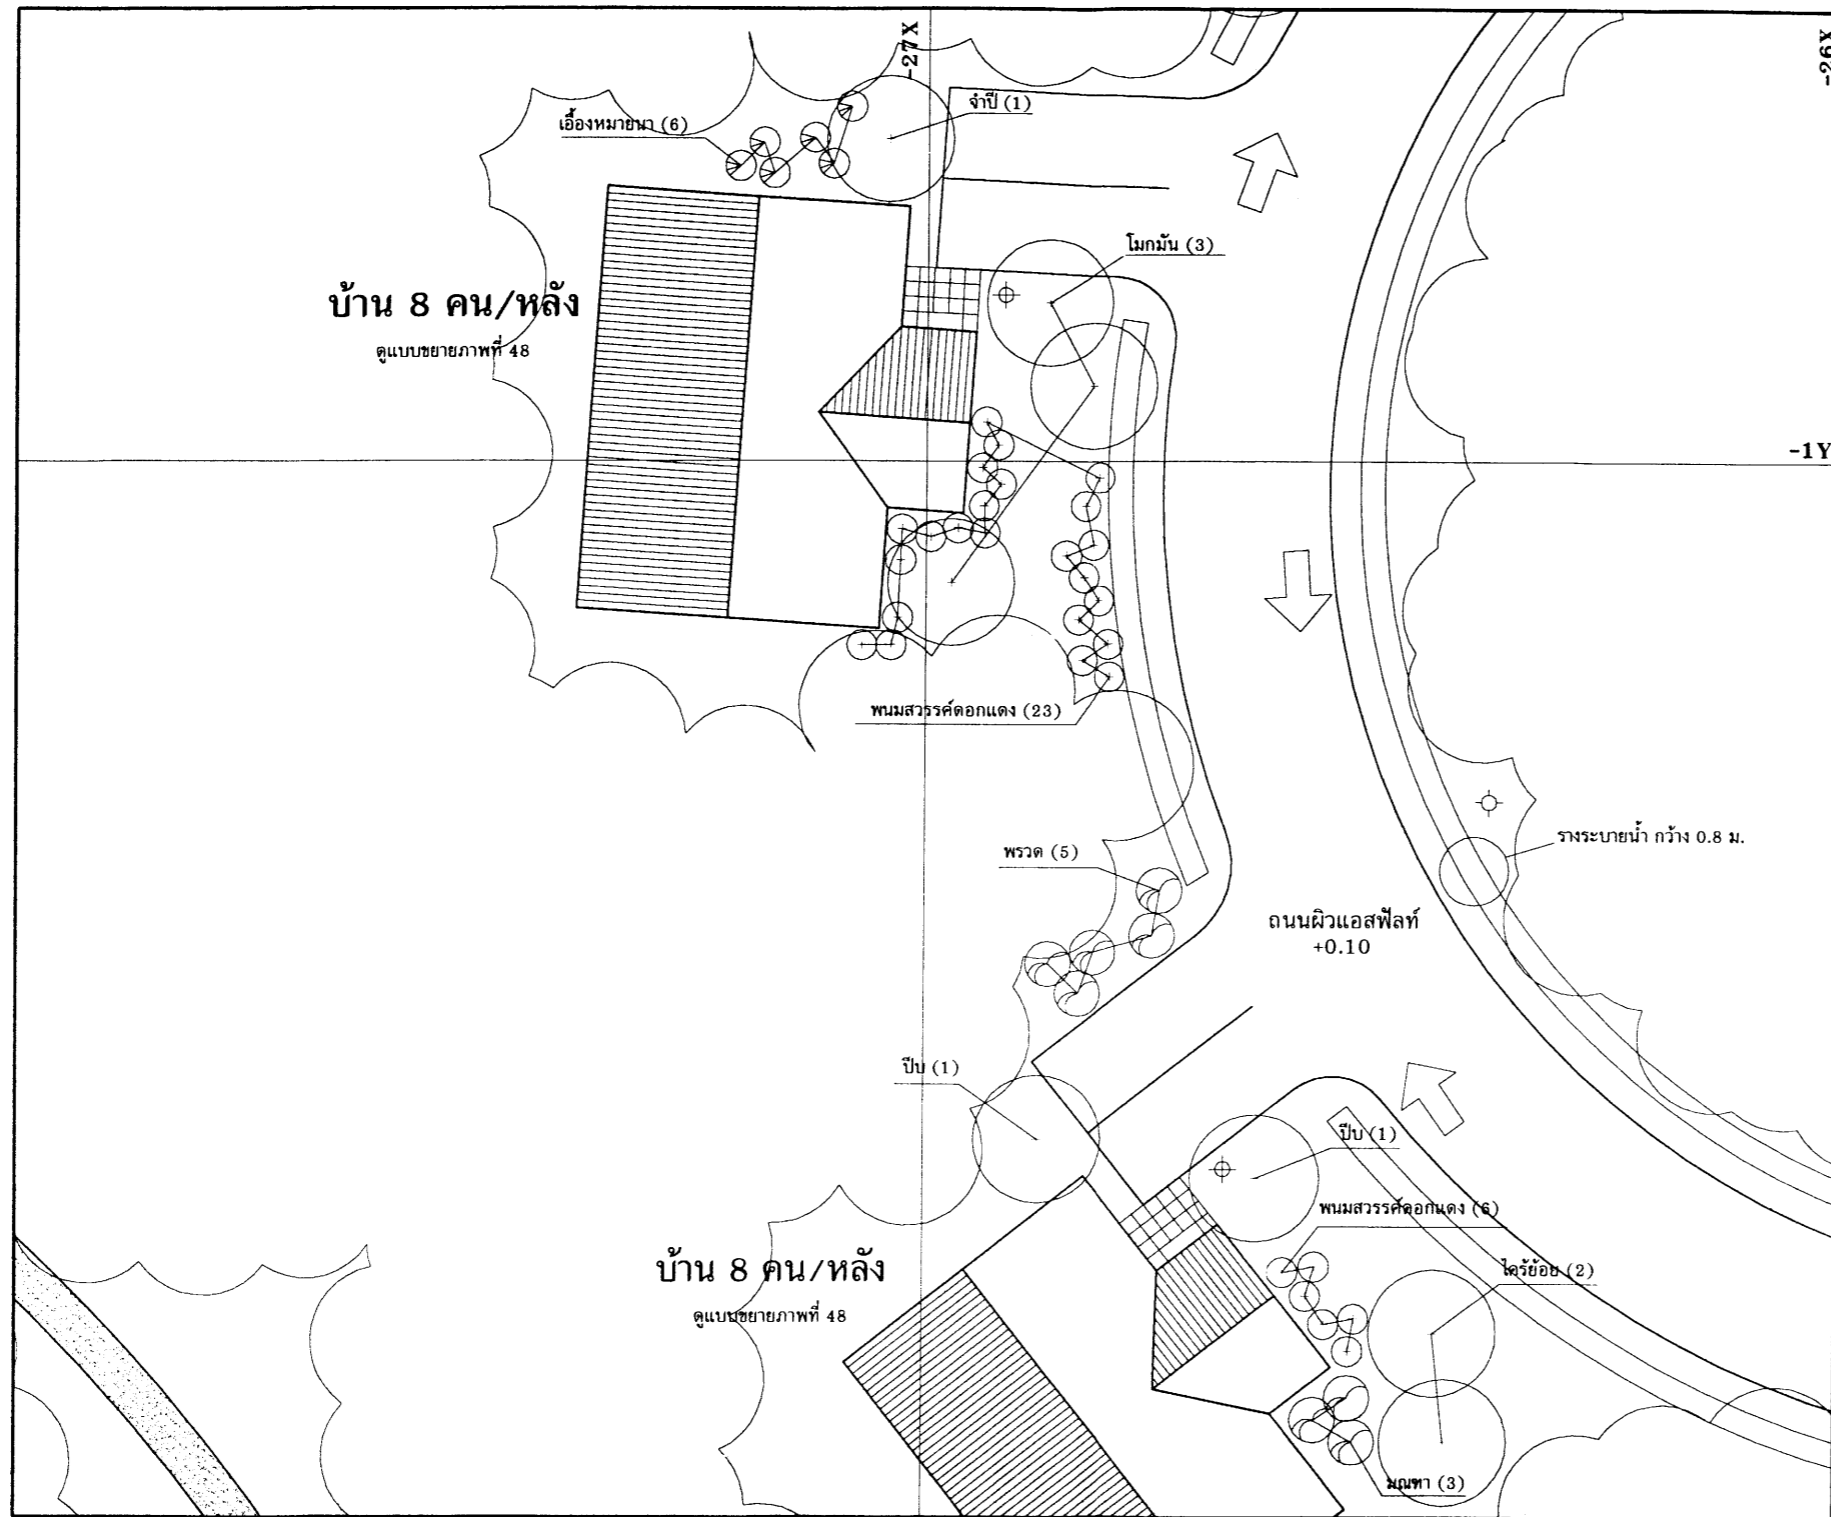 -27X
-26X
จำปี (1)
เอื้องหมายนา (6)
โมกมัน (3)
บ้าน 8 คน/หลัง
ดูแบบขยายภาพที่ 48
-1Y
พนมสวรรค์ดอกแดง (23)
พรวด (5)
รางระบายน้ำ กว้าง 0.8 ม.
ถนนผิวแอสฟัลท์
+0.10
ปีบ (1)
ปีบ (1)
พนมสวรรค์ดอกแดง (6)
บ้าน 8 คน/หลัง
ไคร้ย้อย (2)
ดูแบบขยายภาพที่ 48
มณฑา (3)